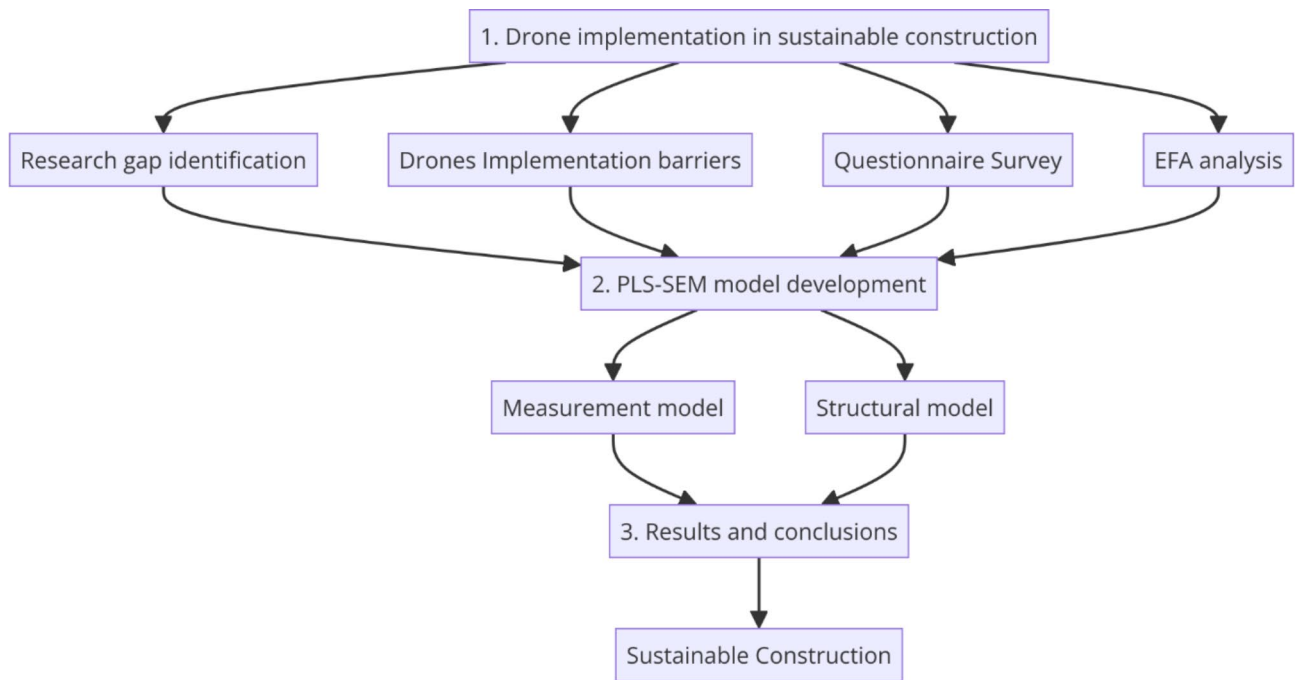 1. Drone implementation in sustainable construction
Research gap identification
Drones Implementation barriers
Questionnaire Survey
EFA analysis
2. PLS-SEM model development
Measurement model
Structural model
3. Results and conclusions
Sustainable Construction